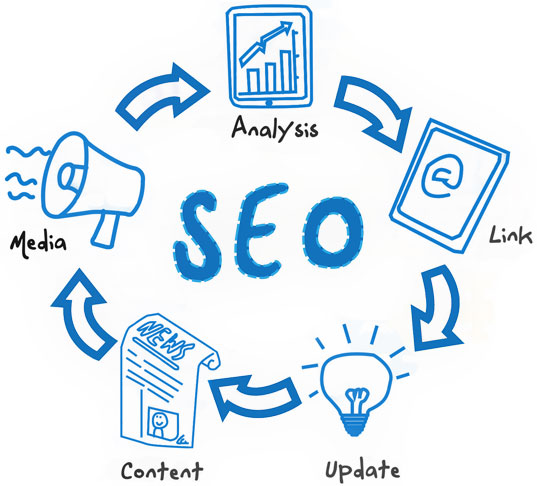 Analysis
@
Link
Media
SEO
NEWS
Content
Update